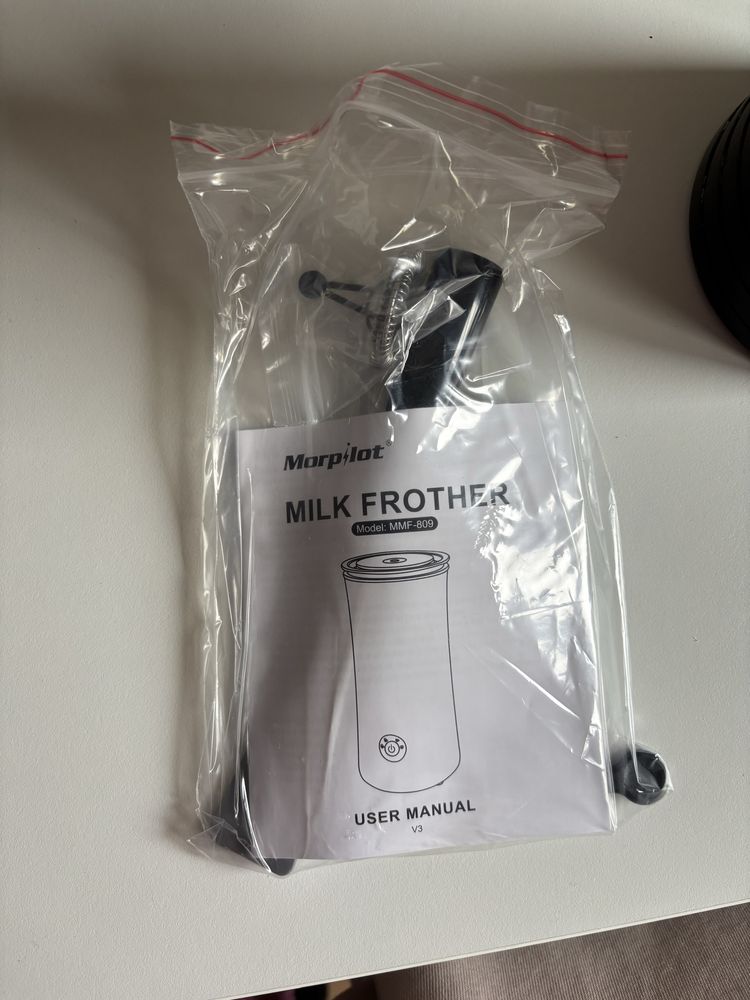 Morpilot®
MILK FROTHER
Model: MMF-809
USER MANUAL
V3